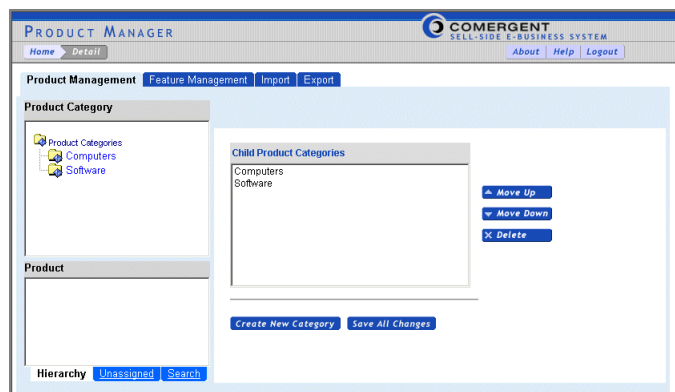 PRODUCT MANAGER
COMERGENT
SELL-SIDE E-BUSINESS SYSTEM
Home Detail
About Help Logout
Product Management Feature Management Import Export
Product Category
Product Categories
Computers
Software
Child Product Categories
Computers
Software
Move Up
Move Down
Delete
Product
Create New Category Save All Changes
Hierarchy Unassigned Search